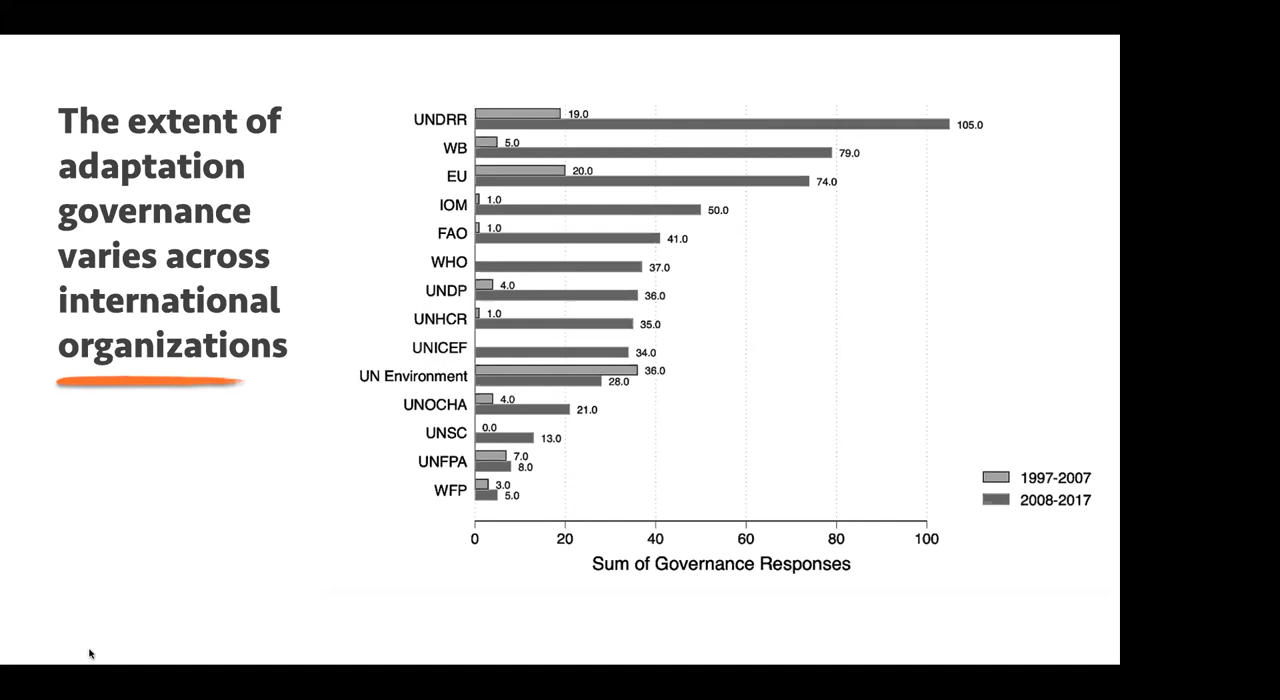 The extent of
adaptation
governance
varies across
international
organizations
UNDRR 19.0
105.0
WB 5.0
79.0
EU 20.0
74.0
IOM 1.0
50.0
FAO 1.0
41.0
WHO 37.0
UNDP 4.0
36.0
UNHCR 1.0
35.0
UNICEF 34.0
UN Environment 36.0
28.0
UNOCHA 4.0
21.0
UNSC 0.0
13.0
UNFPA 7.0
8.0
WFP 3.0
5.0
1997-2007
2008-2017
0 20 40 60 80 100
Sum of Governance Responses